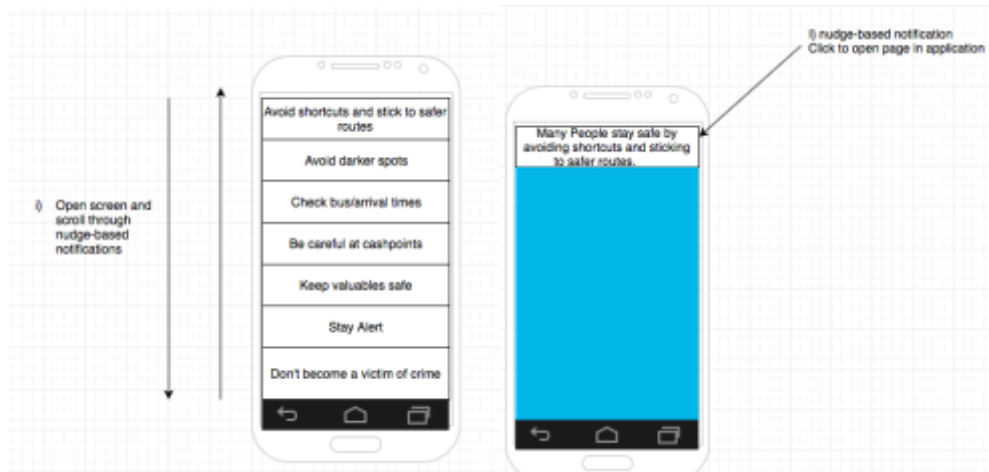 i) Open screen and
scroll through
nudge-based
notifications
Avoid shortcuts and stick to safer
routes
Avoid darker spots
Check bus/arrival times
Be careful at cashpoints
Keep valuables safe
Stay Alert
Don't become a victim of crime
i) nudge-based notification
Click to open page in application
Many People stay safe by
avoiding shortcuts and sticking
to safer routes.